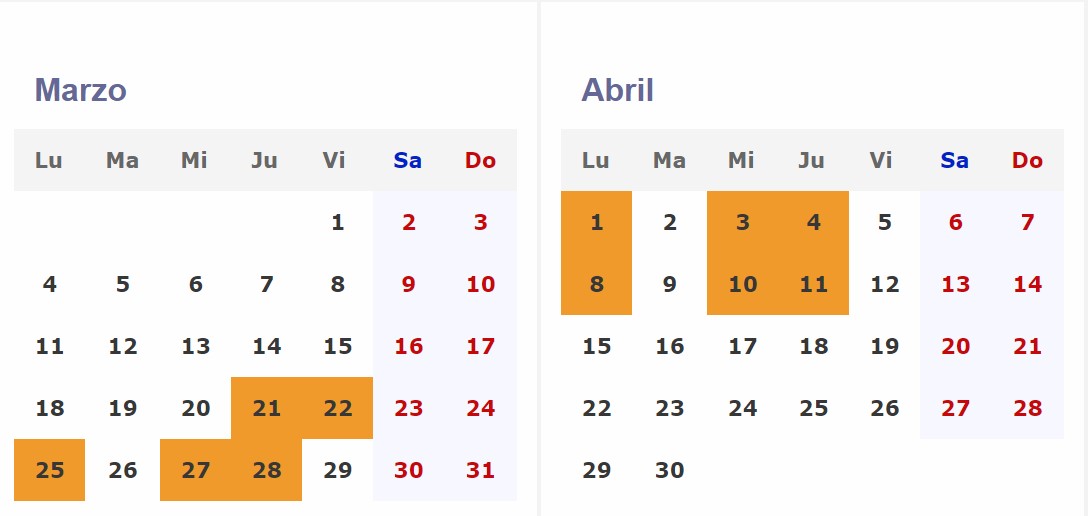 Marzo
Lu Ma Mi Ju Vi Sa Do
1 2 3
4 5 6 7 8 9 10
11 12 13 14 15 16 17
18 19 20 21 22 23 24
25 26 27 28 29 30 31
Abril
Lu Ma Mi Ju Vi Sa Do
1 2 3 4 5 6 7
8 9 10 11 12 13 14
15 16 17 18 19 20 21
22 23 24 25 26 27 28
29 30